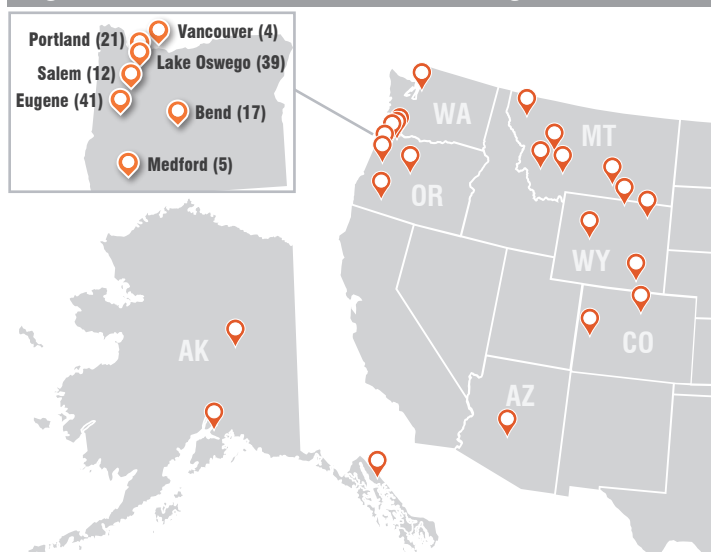 Vancouver (4)
Portland (21)
Lake Oswego (39)
Salem (12)
Eugene (41)
Bend (17)
Medford (5)
WA
MT
OR
WY
AK
CO
AZ